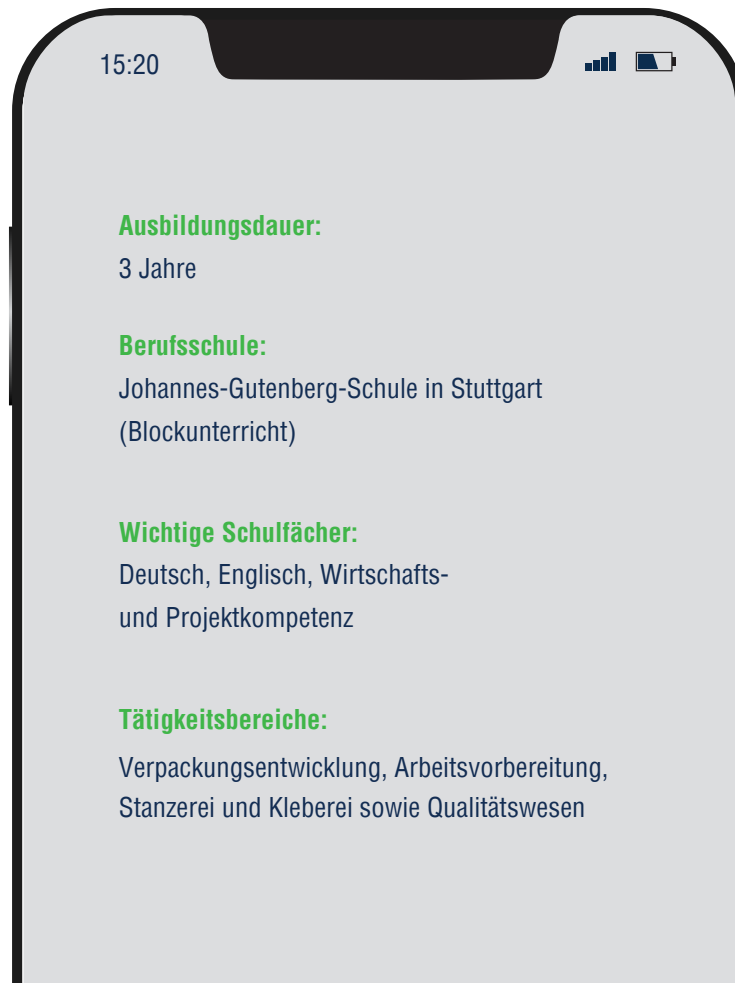 15:20
Ausbildungsdauer:
3 Jahre
Berufsschule:
Johannes-Gutenberg-Schule in Stuttgart
(Blockunterricht)
Wichtige Schulfächer:
Deutsch, Englisch, Wirtschafts-
und Projektkompetenz
Tätigkeitsbereiche:
Verpackungsentwicklung, Arbeitsvorbereitung,
Stanzerei und Kleberei sowie Qualitätswesen